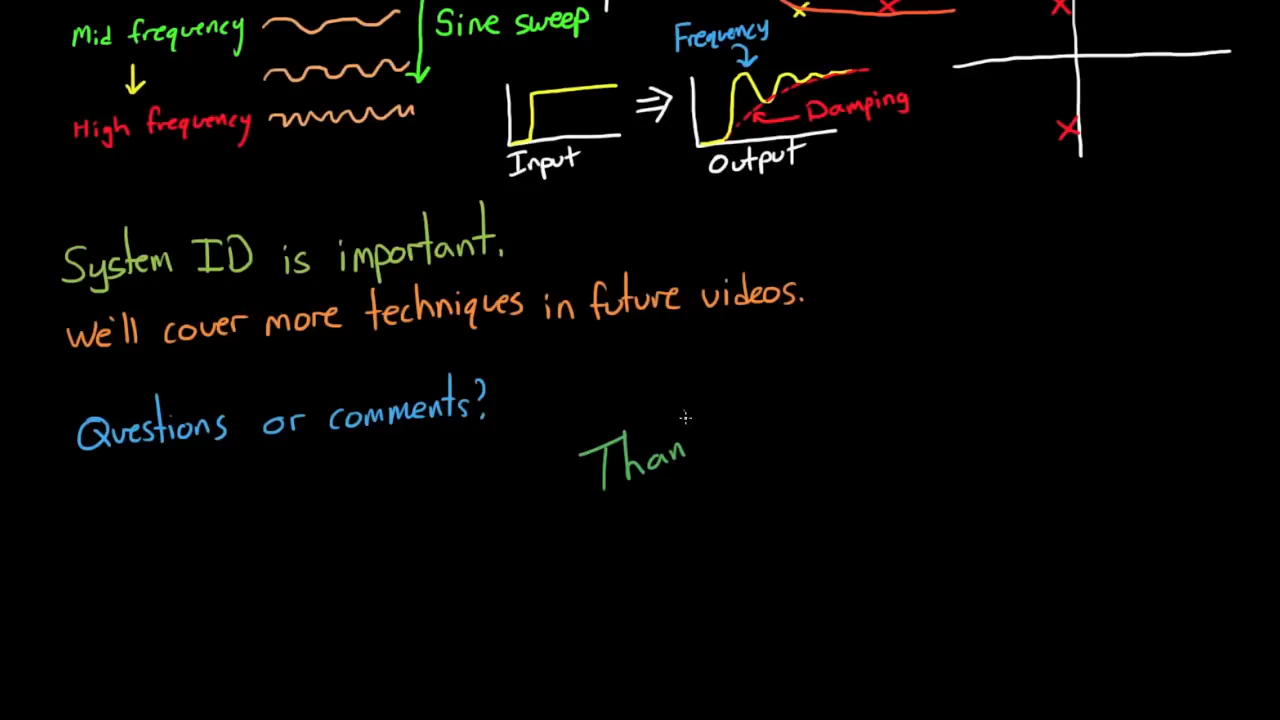 Mid frequency
Sine sweep
High frequency
Frequency
Damping
Input
Output
System ID is important.
We'll cover more techniques in future videos.
Questions or comments?
Than